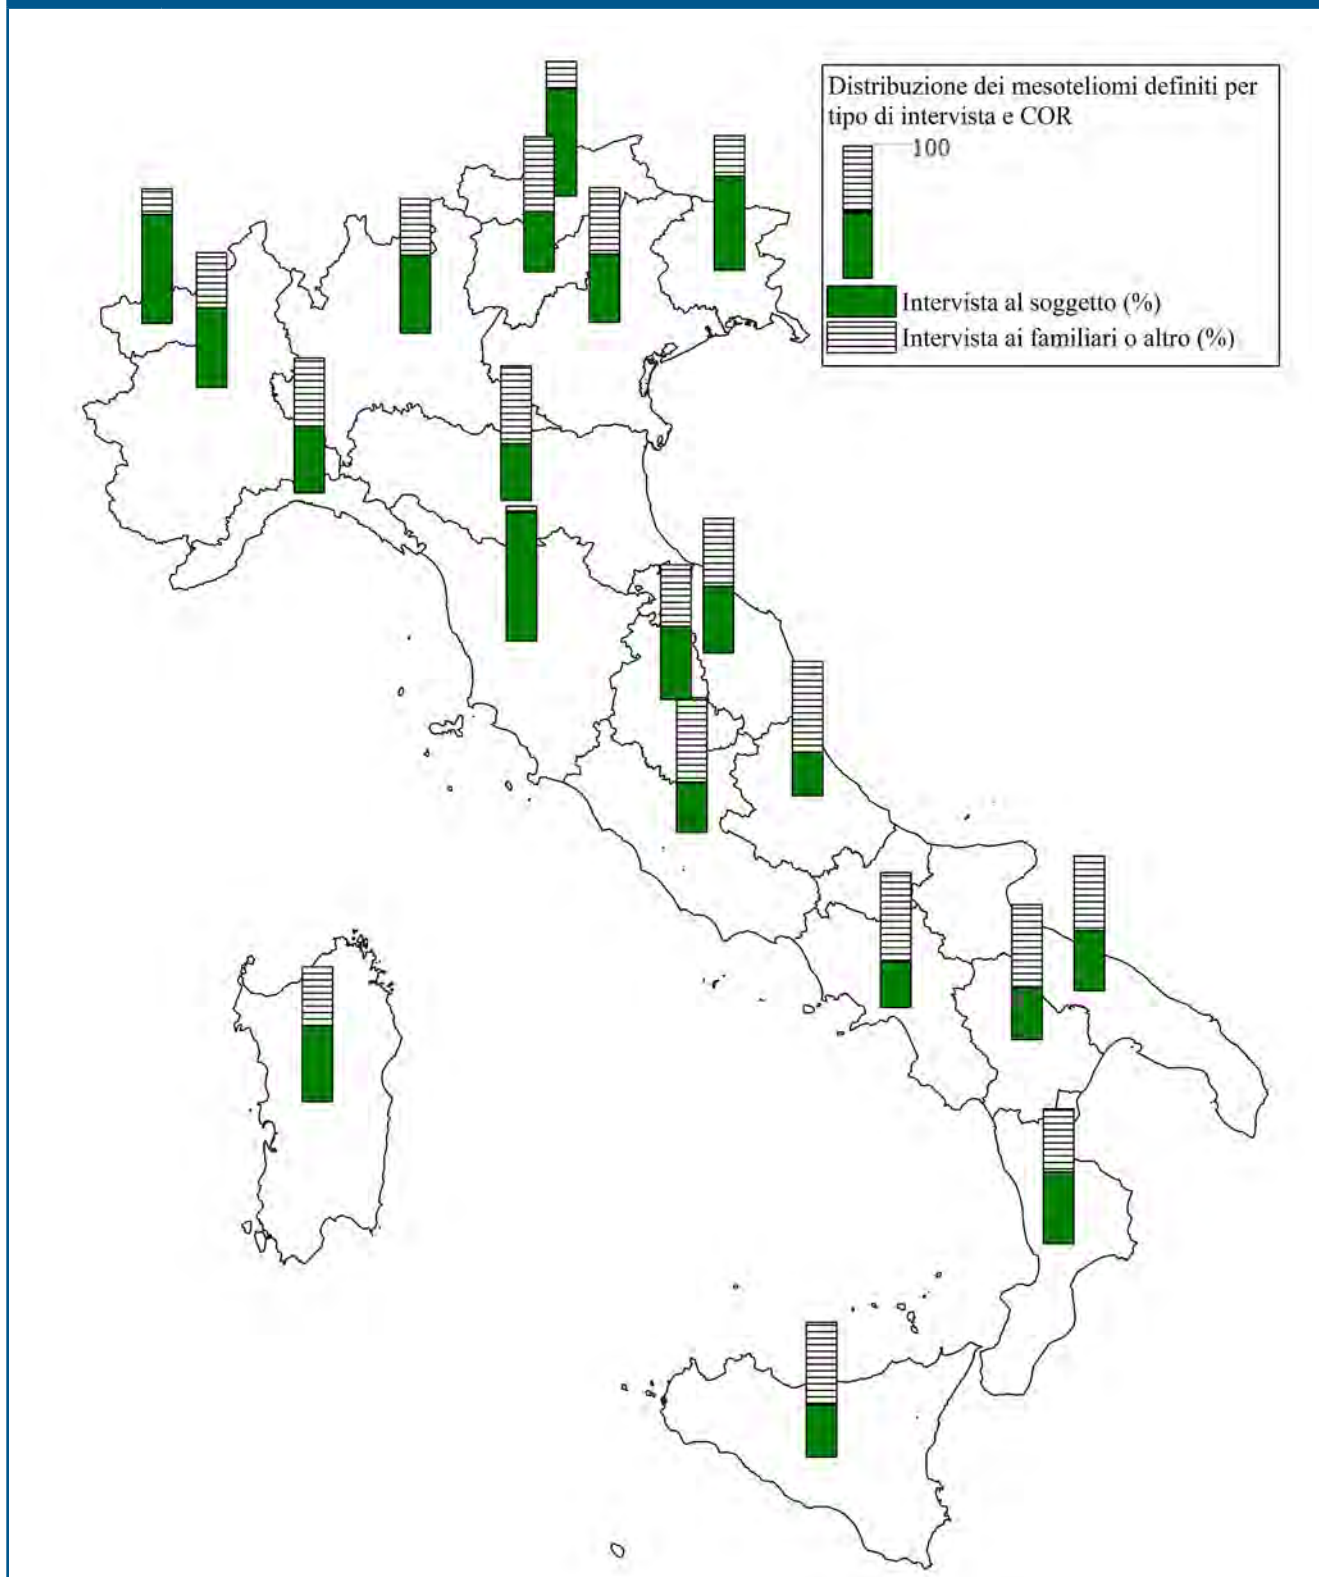 Distribuzione dei mesoteliomi definiti per
tipo di intervista e COR
100
Intervista al soggetto (%)
Intervista ai familiari o altro (%)